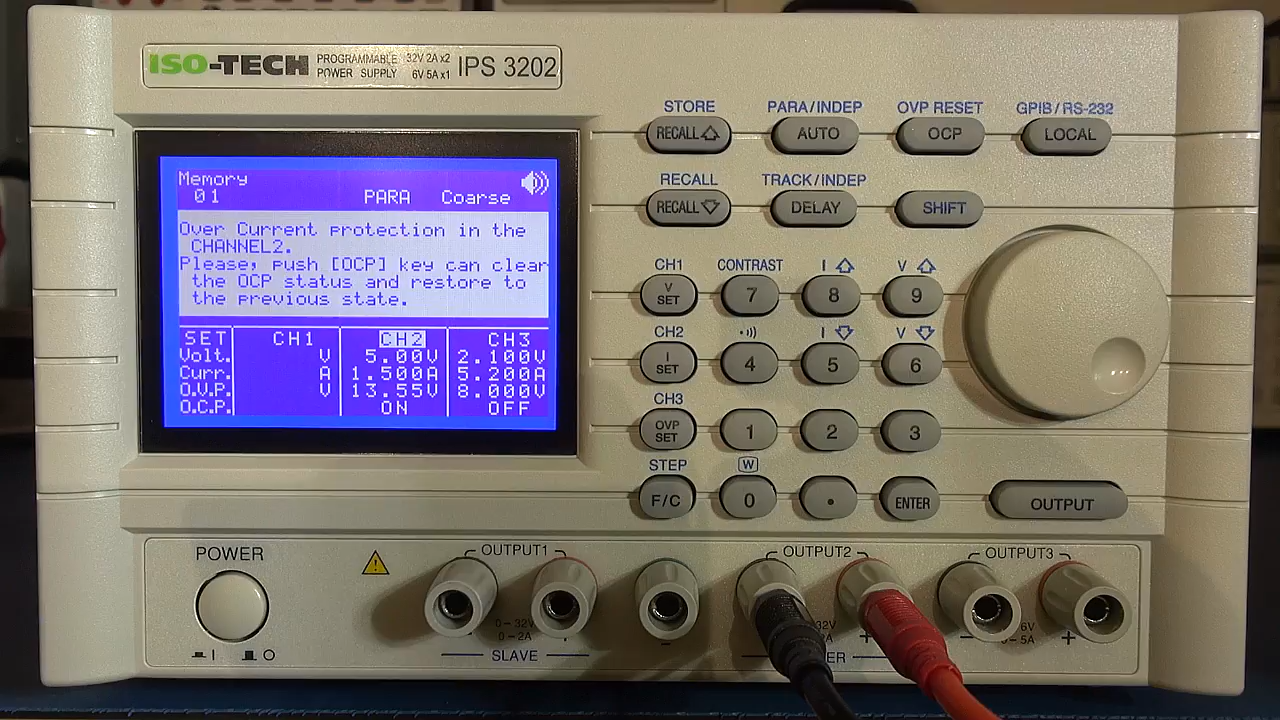 ISO-TECH PROGRAMMABLE 32V 2A x2 IPS 3202
POWER SUPPLY 6V 5A x1
Memory
01 PARA Coarse
Over Current protection in the
CHANNEL2.
Please, push [OCP] key can clear
the OCP status and restore to
the previous state.
SET CH1 CH2 CH3
Volt. V 5.00V 2.100V
Curr. A 1.500A 5.200A
O.V.P. V 13.55V 8.000V
O.C.P. ON OFF
STORE PARA/INDEP OVP RESET GPIB/RS-232
RECALL AUTO OCP LOCAL
RECALL TRACK/INDEP
RECALL DELAY SHIFT
CH1 CONTRAST I V
V SET 7 8 9
CH2 I V
I SET 4 5 6
CH3
OVP SET 1 2 3
STEP W
F/C 0 . ENTER OUTPUT
POWER OUTPUT1 OUTPUT2 OUTPUT3
- + - - + - +
0-32V 32V 6V
0-2A 0-5A
I O SLAVE